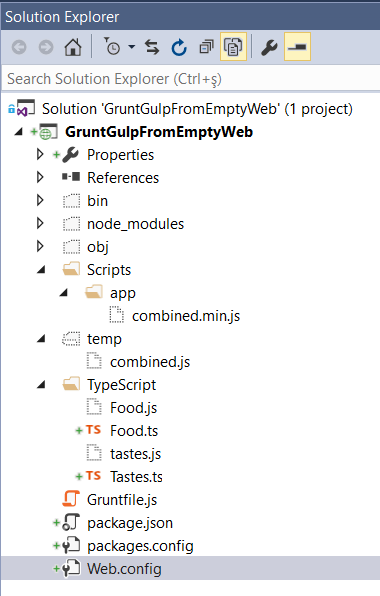 Solution Explorer
Search Solution Explorer (Ctrl+ş)
Solution 'GruntGulpFromEmptyWeb' (1 project)
GruntGulpFromEmptyWeb
Properties
References
bin
node_modules
obj
Scripts
app
combined.min.js
temp
combined.js
TypeScript
Food.js
TS Food.ts
tastes.js
TS Tastes.ts
Gruntfile.js
package.json
packages.config
Web.config